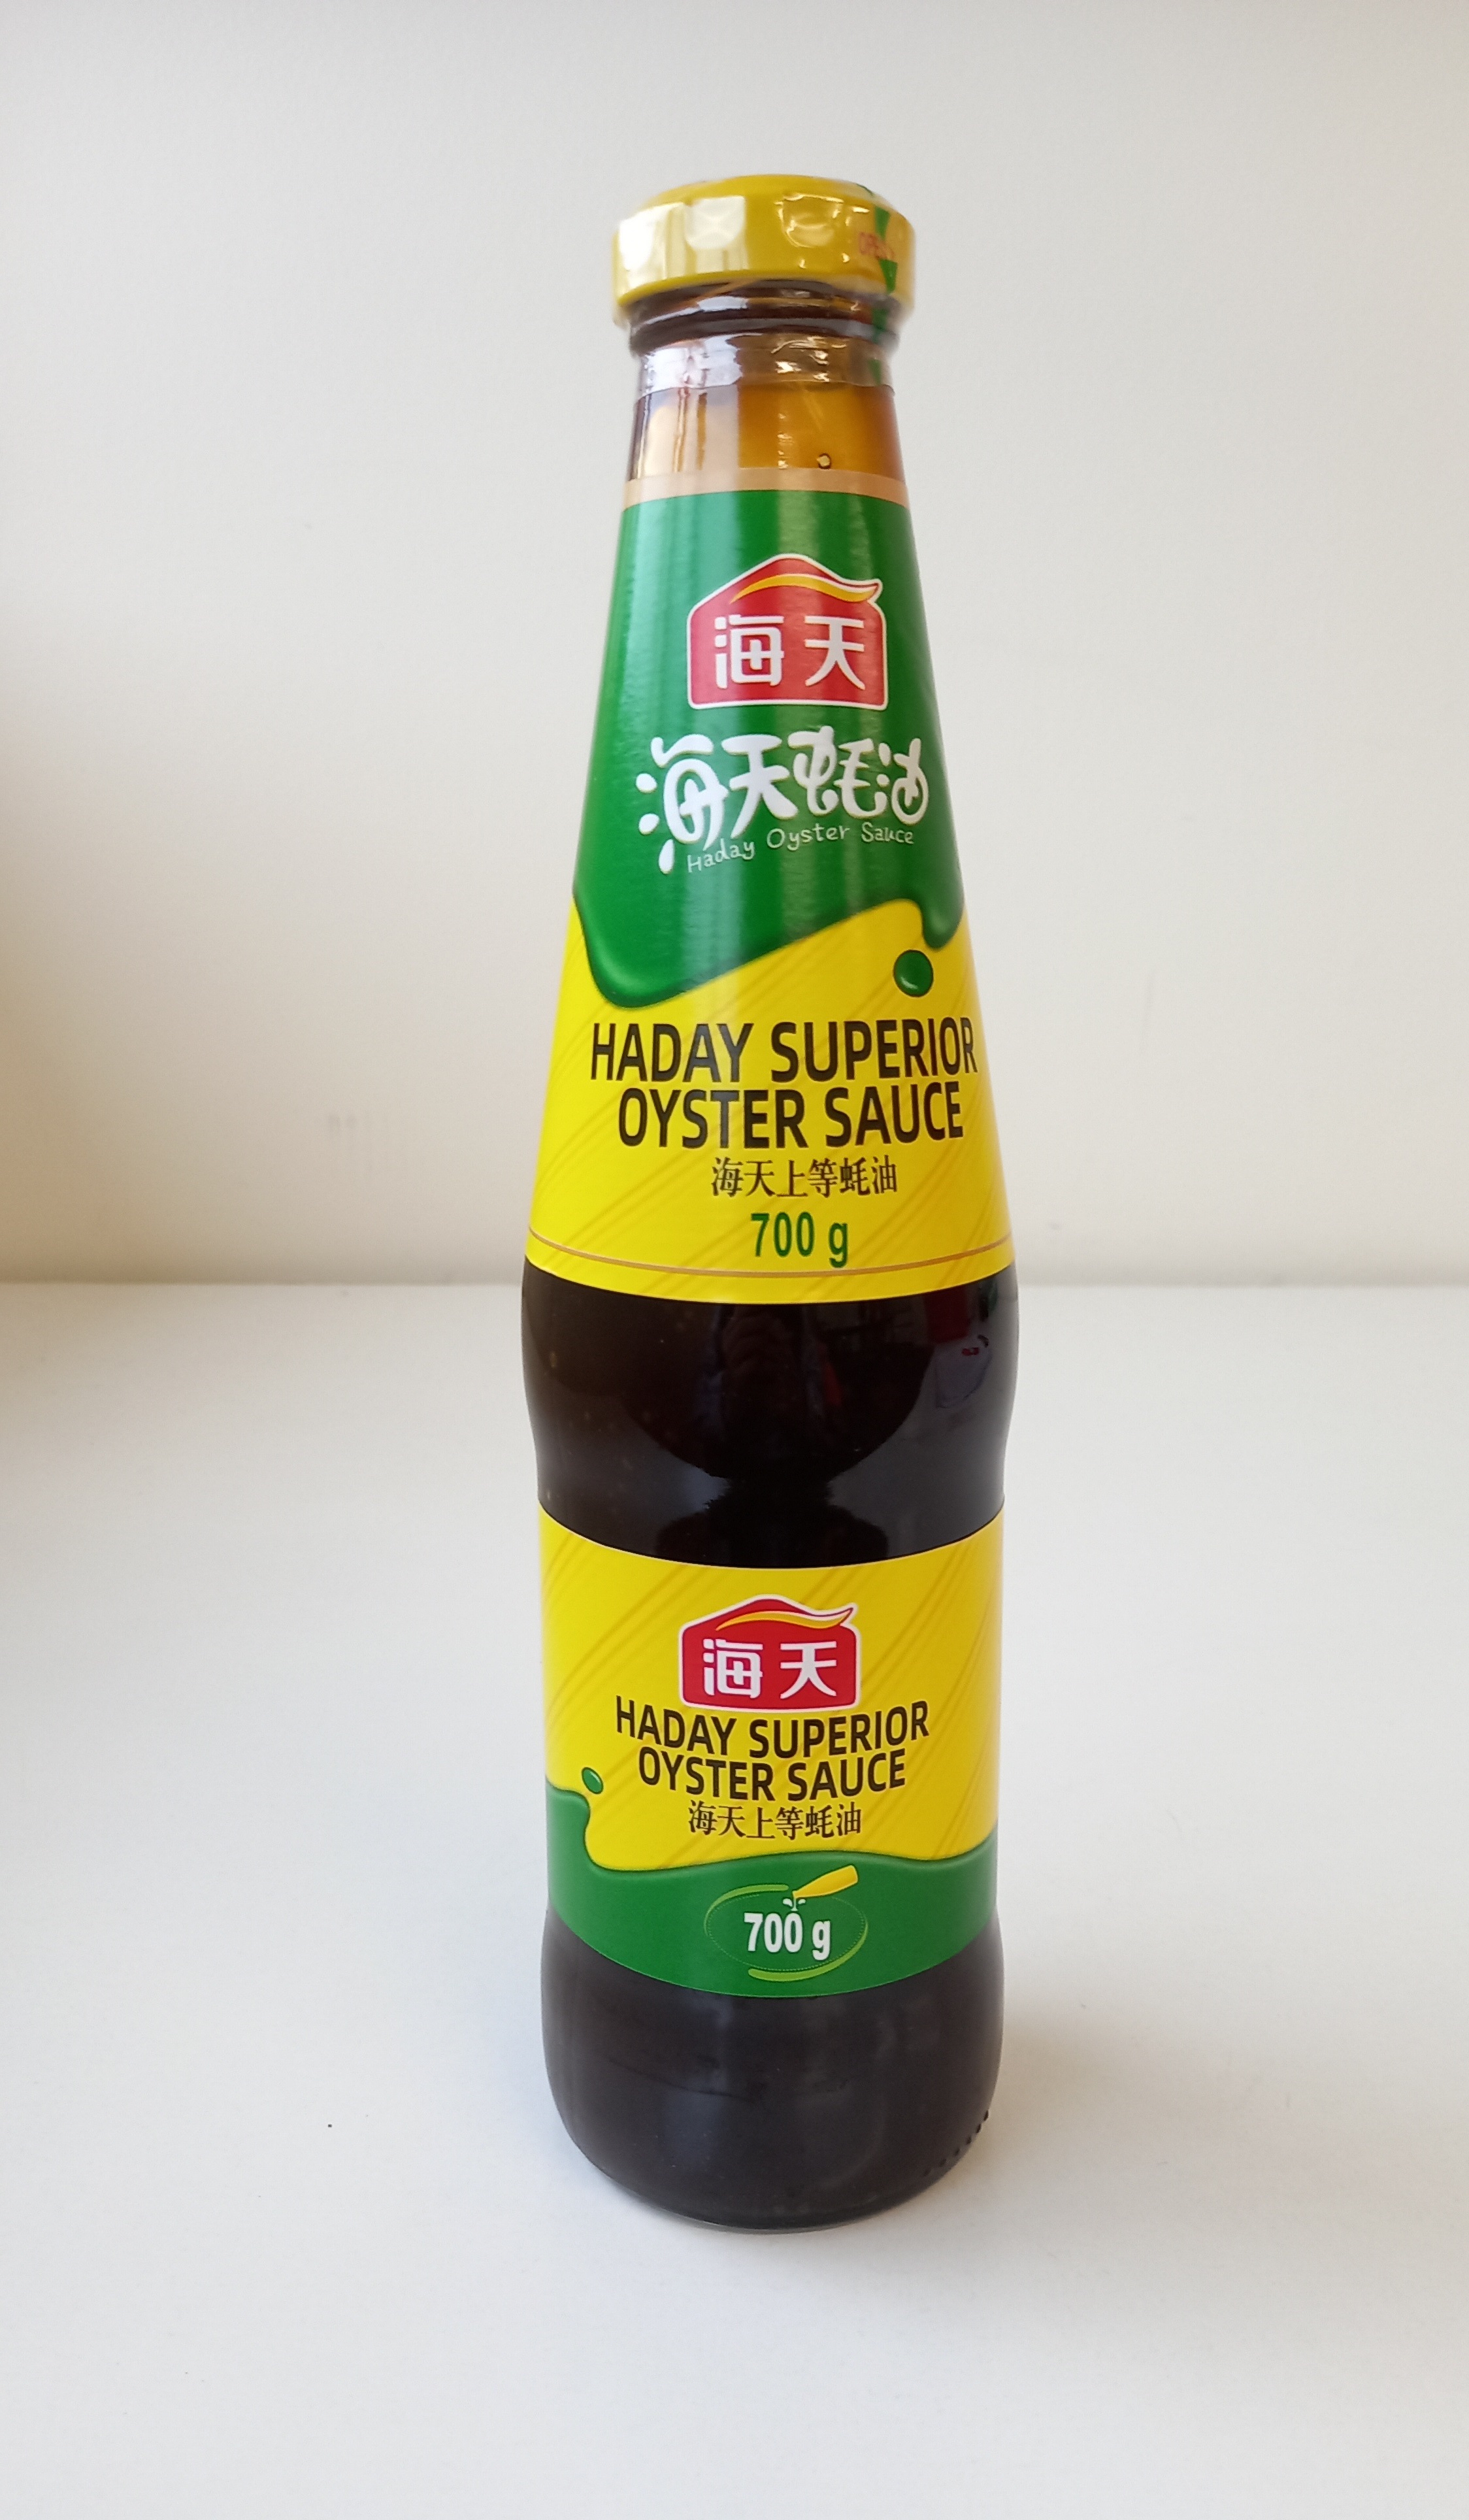 OPEN
海天
海天蚝油
Haday Oyster Sauce
HADAY SUPERIOR
OYSTER SAUCE
海天上等蚝油
700 g
海天
HADAY SUPERIOR
OYSTER SAUCE
海天上等蚝油
700 g